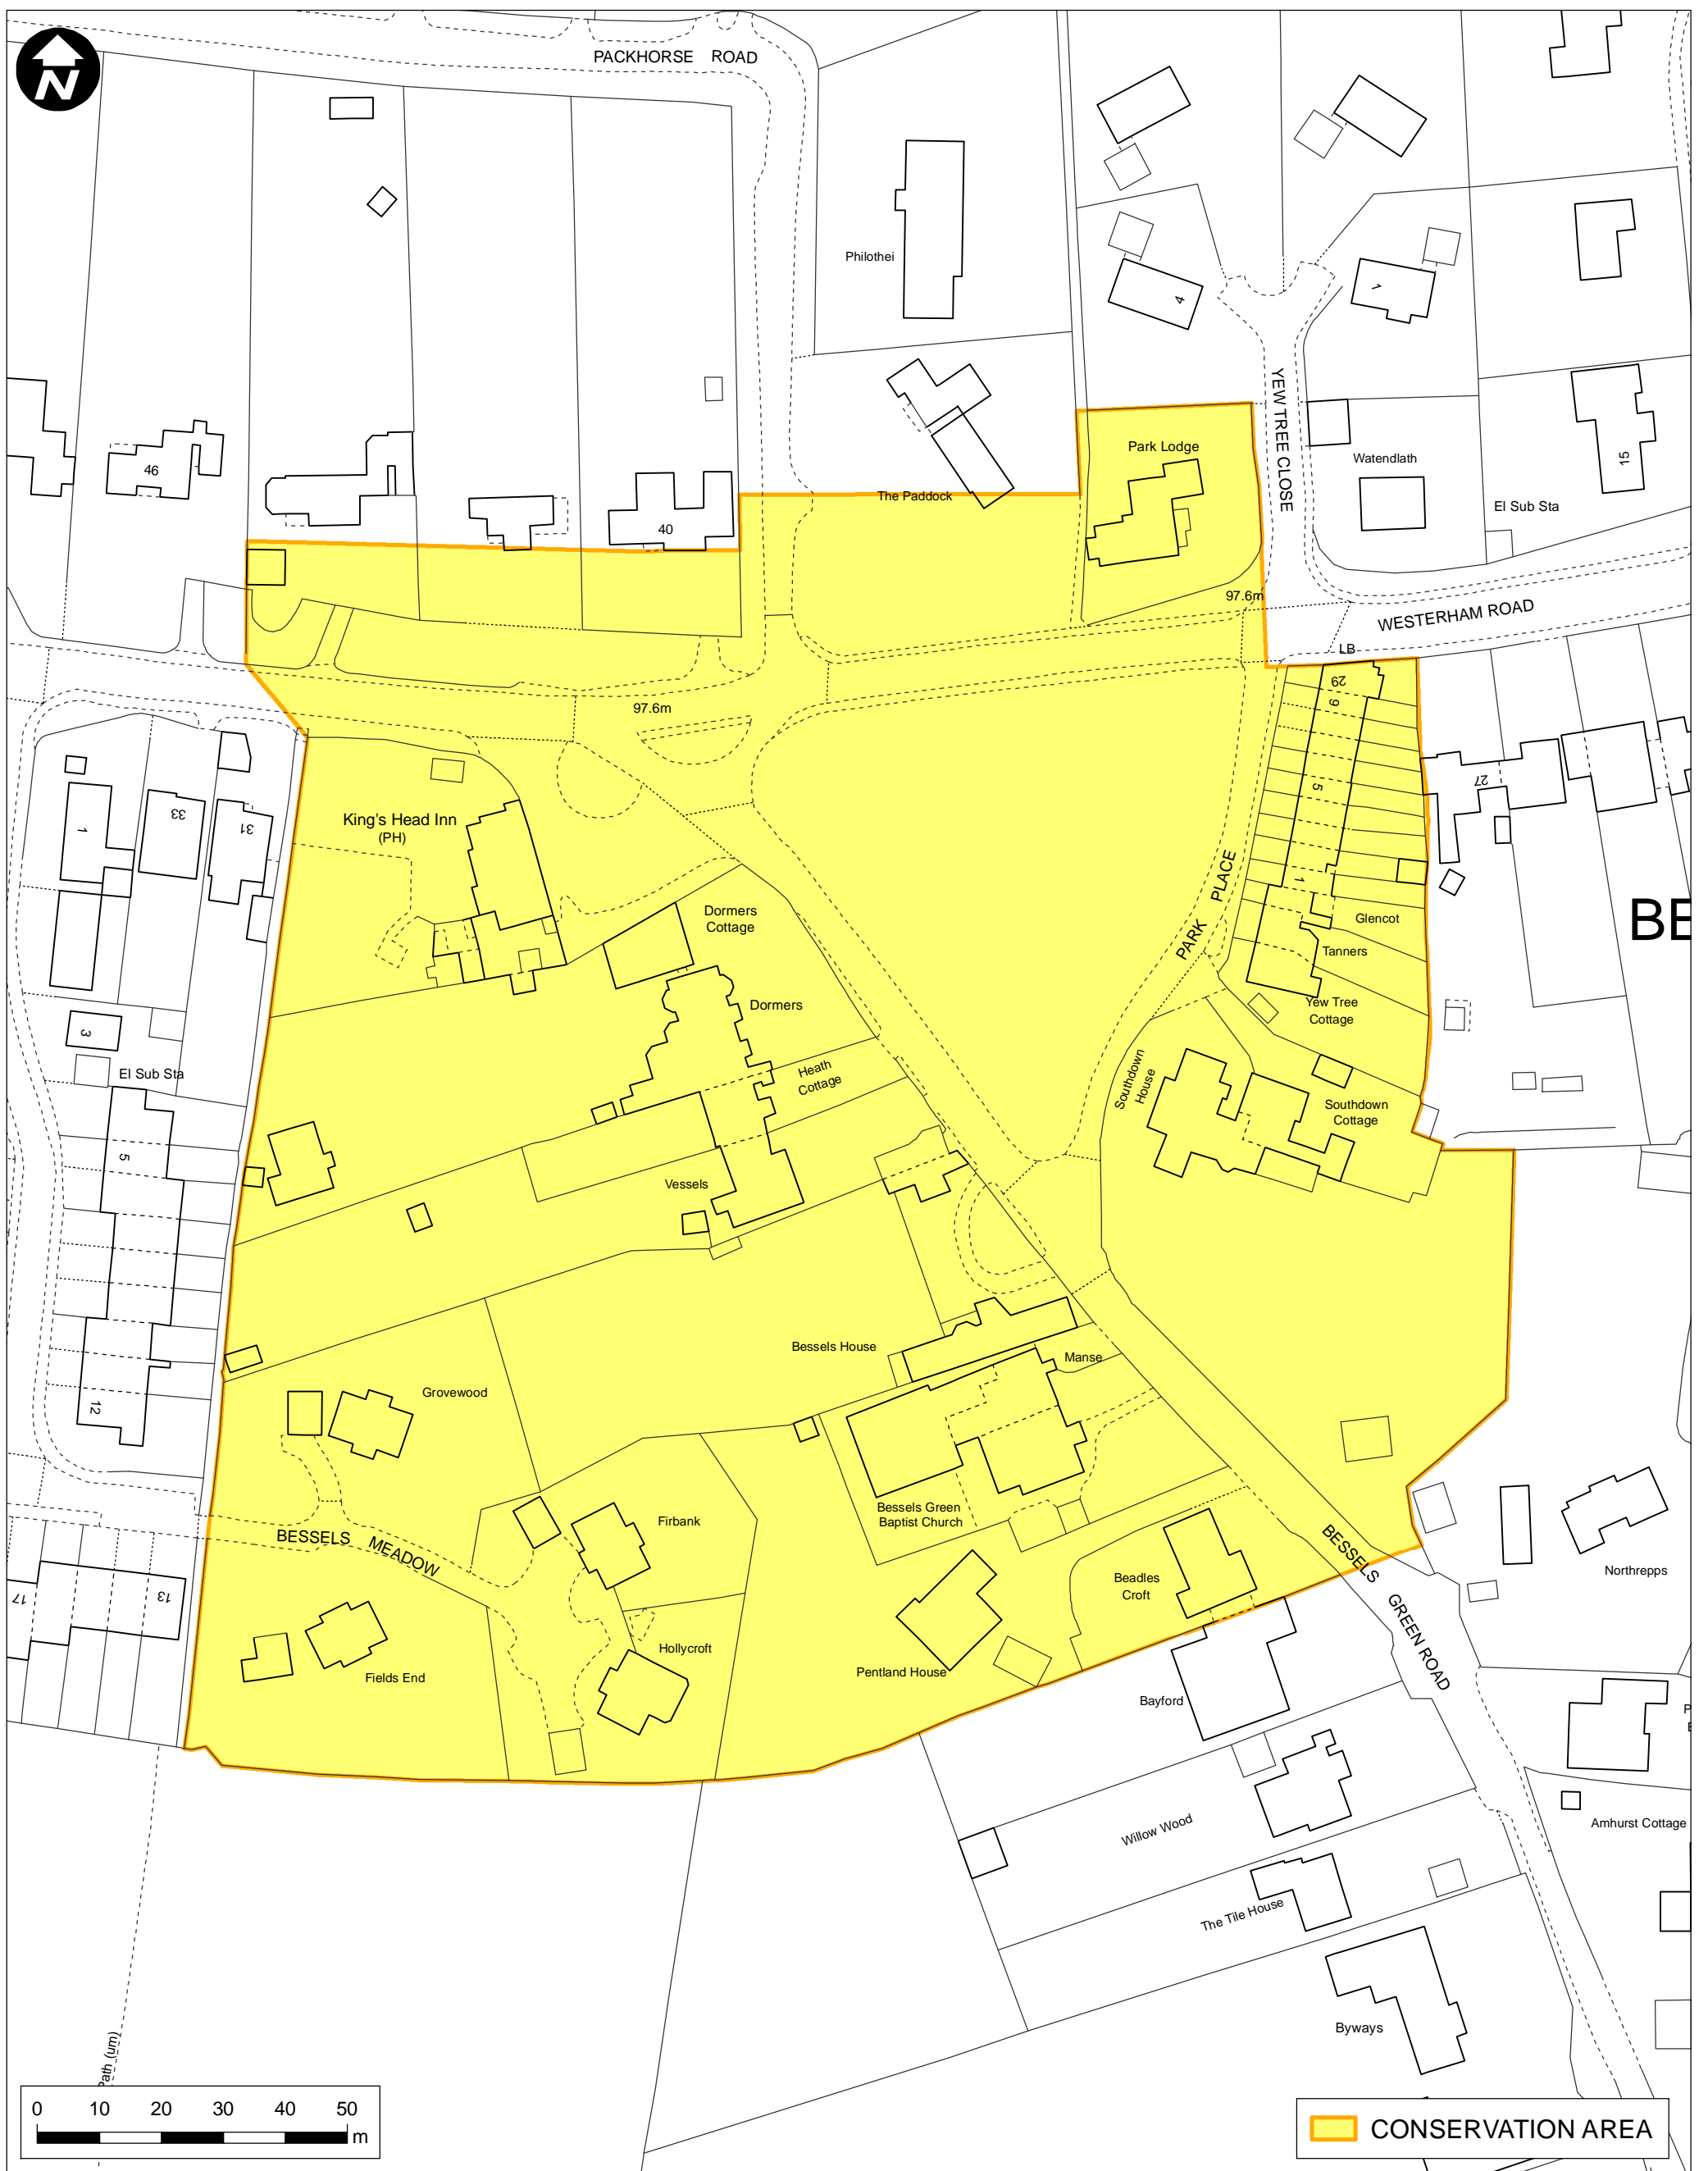 N
PACKHORSE ROAD
Philothei
4
1
YEW TREE CLOSE
Park Lodge
Watendlath
15
46
40
The Paddock
El Sub Sta
97.6m
WESTERHAM ROAD
LB
29
9
97.6m
5
27
1
33
31
King's Head Inn
(PH)
PARK PLACE
1
BE
Dormers
Cottage
Glencot
Tanners
Dormers
Yew Tree
Cottage
3
El Sub Sta
Heath
Cottage
Southdown
House
Southdown
Cottage
5
Vessels
Bessels House
Manse
Grovewood
12
Bessels Green
Baptist Church
Firbank
BESSELS MEADOW
BESSELS GREEN ROAD
Beadles
Croft
Northrepps
17
13
Hollycroft
Fields End
Pentland House
Bayford
P
E
Willow Wood
Amhurst Cottage
The Tile House
Byways
Path (um)
0 10 20 30 40 50
m
CONSERVATION AREA